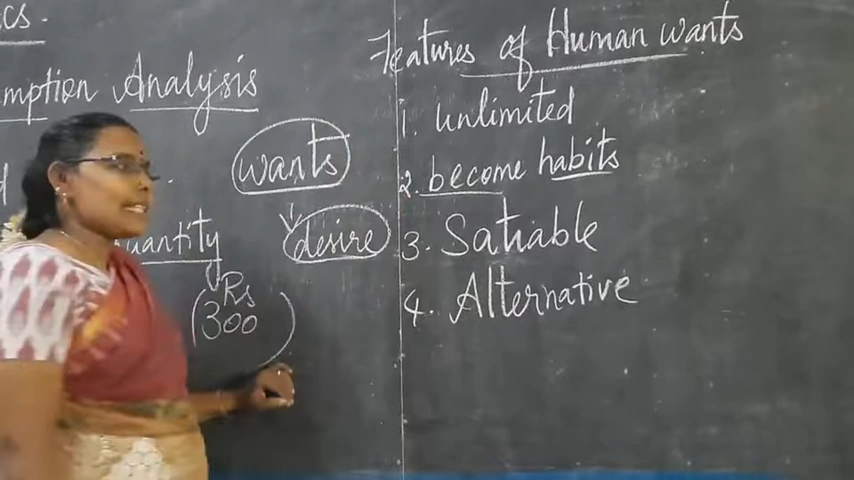 cs.
mption Analysis
wants
desire
uantity
Rs
300
Features of Human wants
1. unlimited
2. become habits
3. Satiable
4. Alternative